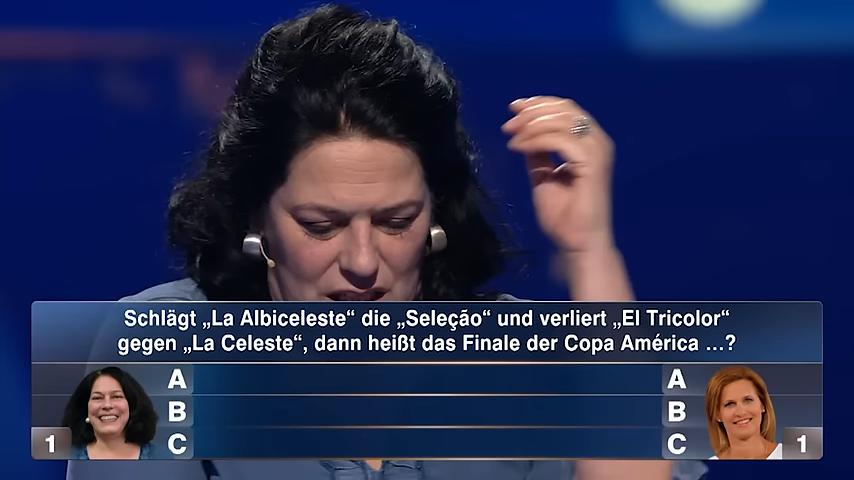 Schlägt „La Albiceleste“ die „Seleção“ und verliert „El Tricolor“
gegen „La Celeste“, dann heißt das Finale der Copa América ...?
A
A
B
B
1
C
C
1